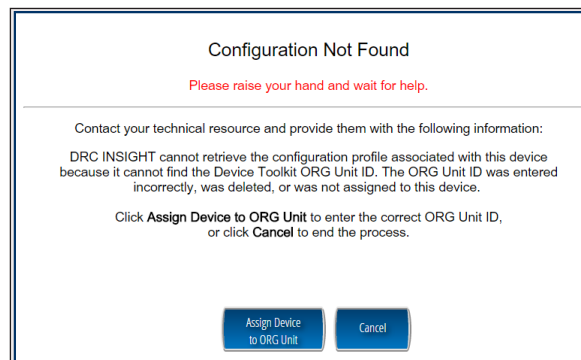 Configuration Not Found
Please raise your hand and wait for help.
Contact your technical resource and provide them with the following information:
DRC INSIGHT cannot retrieve the configuration profile associated with this device
because it cannot find the Device Toolkit ORG Unit ID. The ORG Unit ID was entered
incorrectly, was deleted, or was not assigned to this device.
Click Assign Device to ORG Unit to enter the correct ORG Unit ID,
or click Cancel to end the process.
Assign Device
to ORG Unit
Cancel